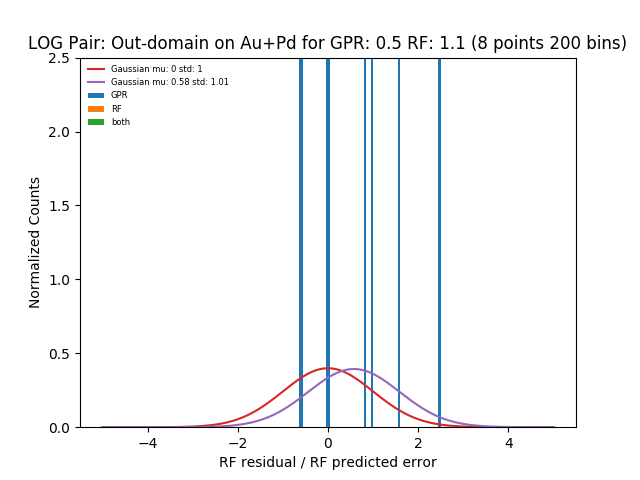 LOG Pair: Out-domain on Au+Pd for GPR: 0.5 RF: 1.1 (8 points 200 bins)
2.5
2.0
1.5
1.0
0.5
0.0
Normalized Counts
Gaussian mu: 0 std: 1
Gaussian mu: 0.58 std: 1.01
GPR
RF
both
−4 −2 0 2 4
RF residual / RF predicted error